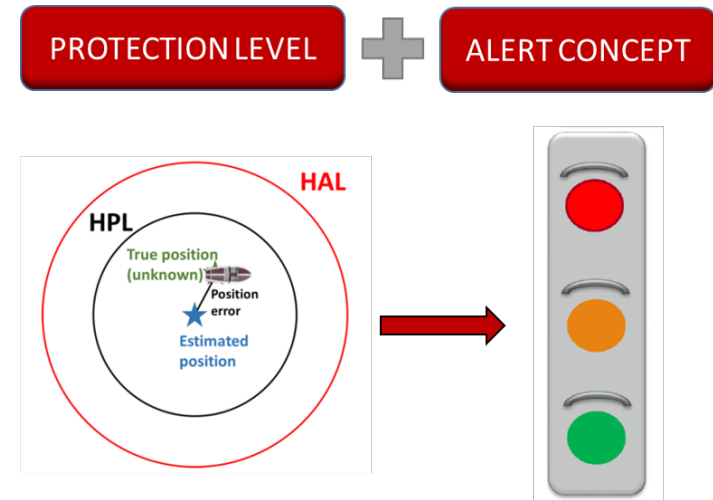 PROTECTION LEVEL
ALERT CONCEPT
HAL
HPL
True position
(unknown)
Position
error
Estimated
position